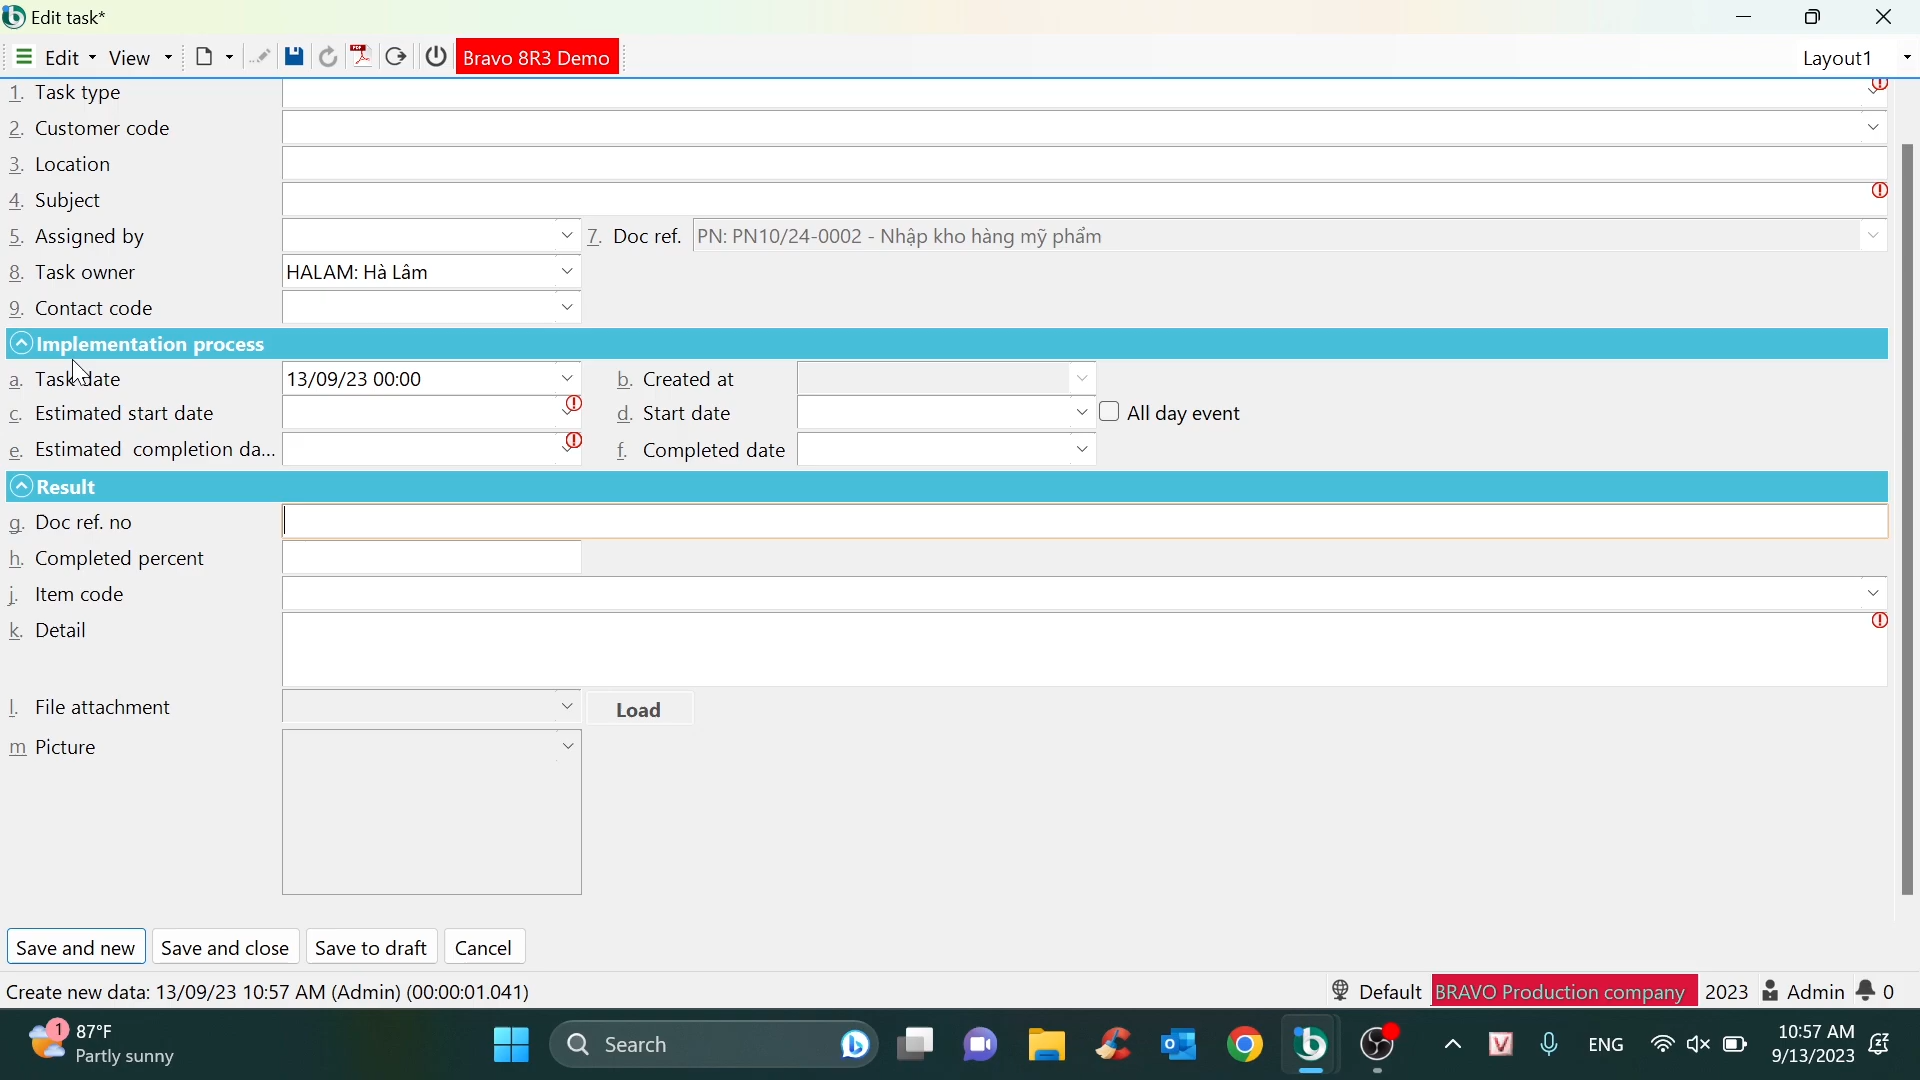 Edit task*
Edit View Bravo 8R3 Demo Layout1
1. Task type
2. Customer code
3. Location
4. Subject
5. Assigned by 7. Doc ref. PN: PN10/24-0002 - Nhập kho hàng mỹ phẩm
8. Task owner HALAM: Hà Lâm
9. Contact code
Implementation process
a. Task date 13/09/23 00:00 b. Created at
c. Estimated start date d. Start date All day event
e. Estimated completion da... f. Completed date
Result
g. Doc ref. no
h. Completed percent
j. Item code
k. Detail
l. File attachment Load
m Picture
Save and new Save and close Save to draft Cancel
Create new data: 13/09/23 10:57 AM (Admin) (00:00:01.041) Default BRAVO Production company 2023 Admin 0
1 87°F Search ENG 10:57 AM
Partly sunny 9/13/2023